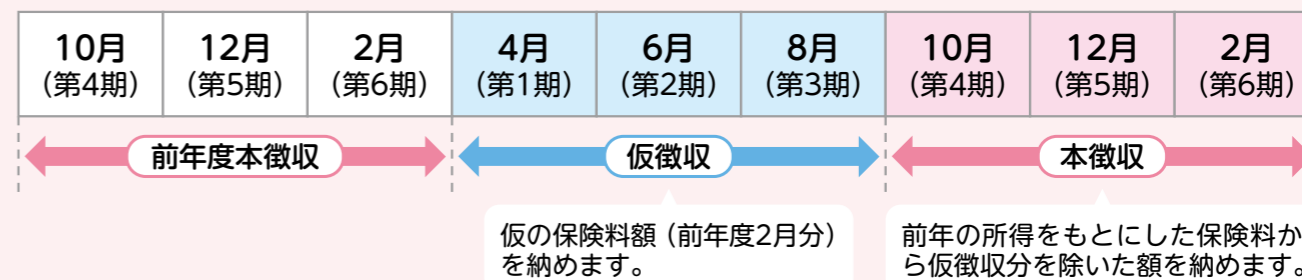 10月 12月 2月 4月 6月 8月 10月 12月 2月
（第4期） （第5期） （第6期） （第1期） （第2期） （第3期） （第4期） （第5期） （第6期）
前年度本徴収 仮徴収 本徴収
仮の保険料額（前年度2月分）
を納めます。
前年の所得をもとにした保険料か
ら仮徴収分を除いた額を納めます。